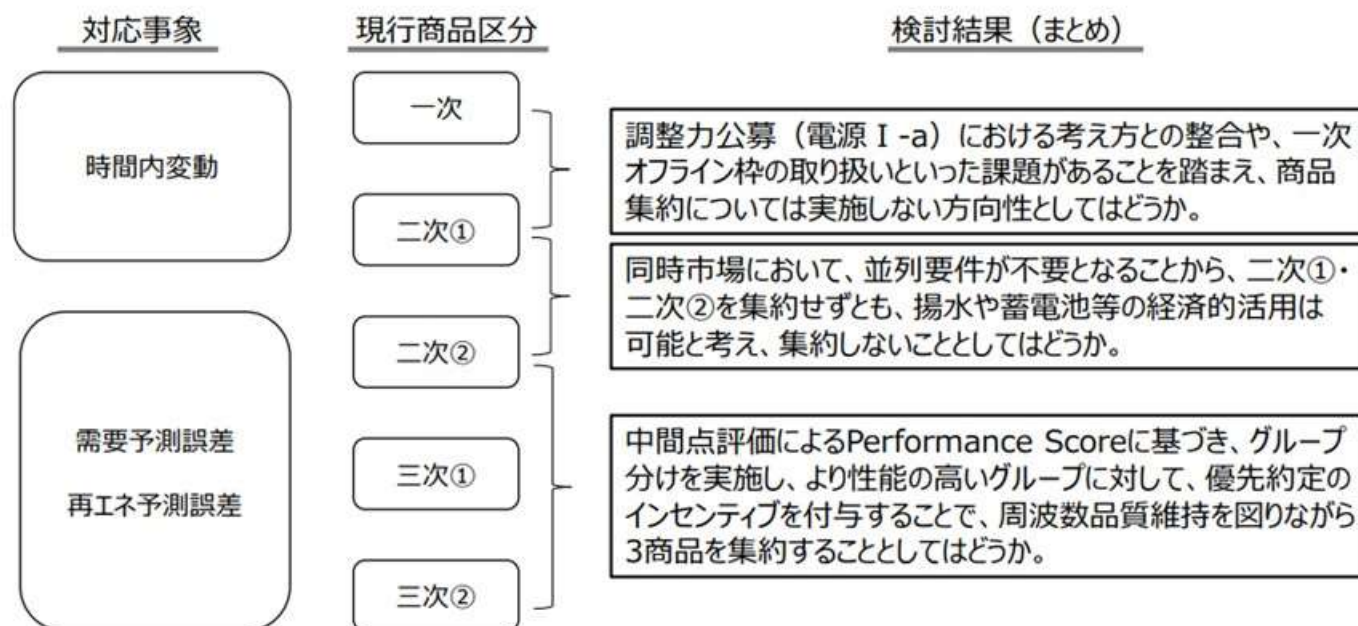 対応事象
現行商品区分
検討結果（まとめ）
時間内変動
一次
二次①
調整力公募（電源Ⅰ-a）における考え方との整合や、一次
オフライン枠の取り扱いといった課題があることを踏まえ、商品
集約については実施しない方向性としてはどうか。
同時市場において、並列要件が不要となることから、二次①・
二次②を集約せずとも、揚水や蓄電池等の経済的活用は
可能と考え、集約しないこととしてはどうか。
需要予測誤差
再エネ予測誤差
二次②
三次①
三次②
中間点評価によるPerformance Scoreに基づき、グループ
分けを実施し、より性能の高いグループに対して、優先約定の
インセンティブを付与することで、周波数品質維持を図りながら
3商品を集約することとしてはどうか。